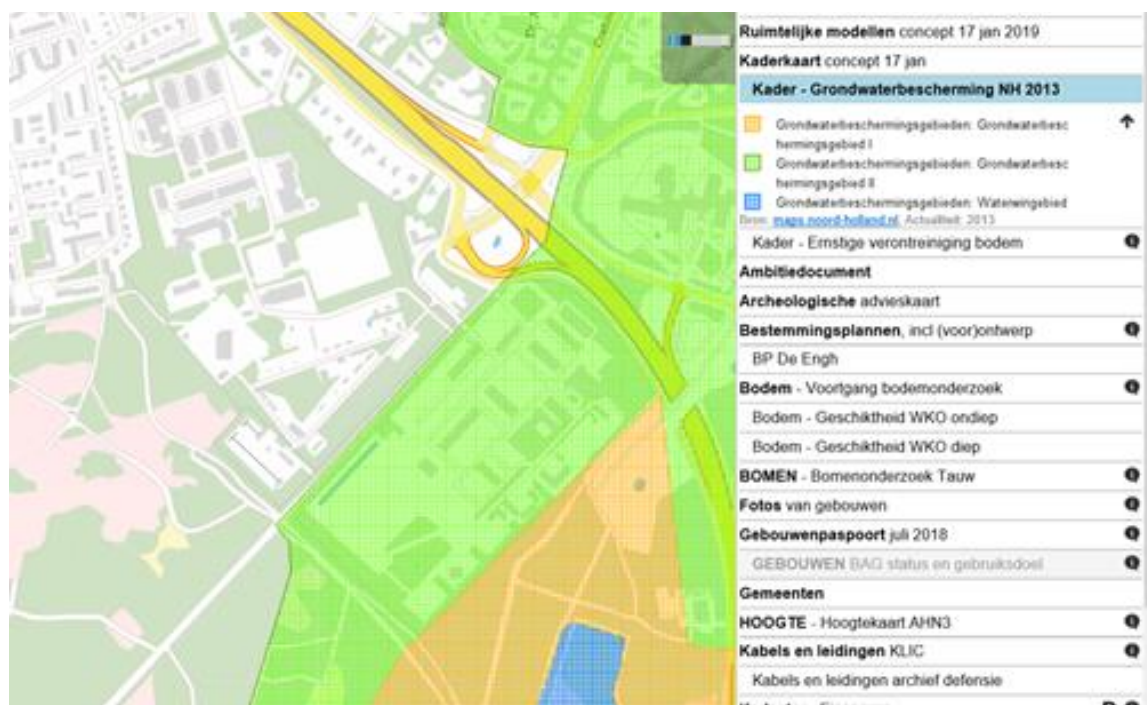 Ruimtelijke modellen concept 17 jan 2019
Kaderkaart concept 17 jan
Kader - Grondwaterbescherming NH 2013
Grondwaterbeschermingsgebieden: Grondwaterbesc
hermingsgebied I
Grondwaterbeschermingsgebieden: Grondwaterbesc
hermingsgebied II
Grondwaterbeschermingsgebieden: Waterwingebied
Bron: maps.noord-holland.nl, Actualiteit: 2013
Kader - Ernstige verontreiniging bodem
Ambitiedocument
Archeologische advieskaart
Bestemmingsplannen, incl (voor)ontwerp
BP De Engh
Bodem - Voortgang bodemonderzoek
Bodem - Geschiktheid WKO ondiep
Bodem - Geschiktheid WKO diep
BOMEN - Bomenonderzoek Tauw
Fotos van gebouwen
Gebouwenpaspoort juli 2018
GEBOUWEN BAG status en gebruiksdoel
Gemeenten
HOOGTE - Hoogtekaart AHN3
Kabels en leidingen KLIC
Kabels en leidingen archief defensie